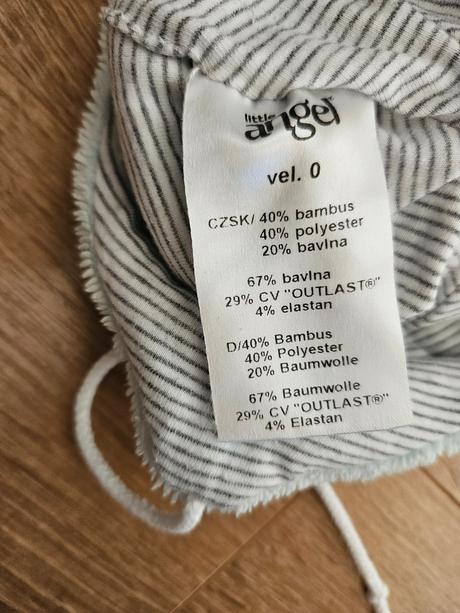 little
angel
vel. 0
CZSK/ 40% bambus
40% polyester
20% bavlna
67% bavlna
29% CV "OUTLAST®"
4% elastan
D/40% Bambus
40% Polyester
20% Baumwolle
67% Baumwolle
29% CV "OUTLAST®"
4% Elastan